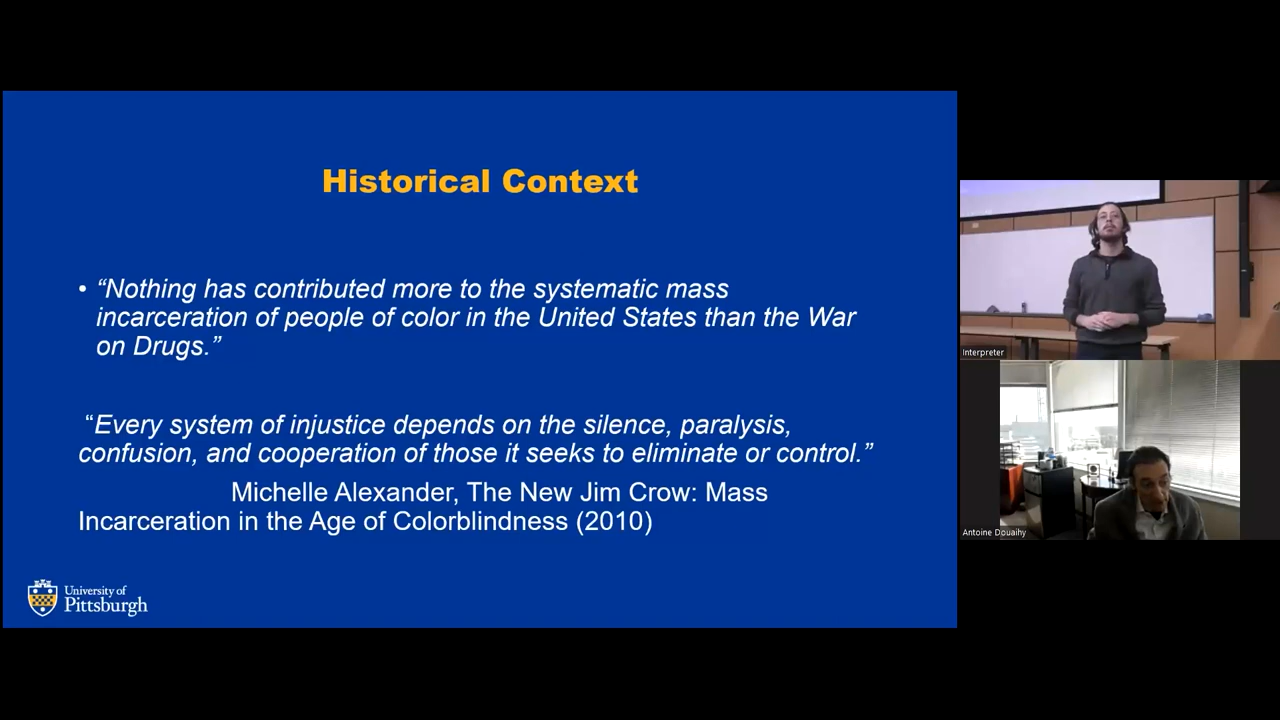 Historical Context
• “Nothing has contributed more to the systematic mass
incarceration of people of color in the United States than the War
on Drugs.”
“Every system of injustice depends on the silence, paralysis,
confusion, and cooperation of those it seeks to eliminate or control.”
Michelle Alexander, The New Jim Crow: Mass
Incarceration in the Age of Colorblindness (2010)
University of
Pittsburgh
Interpreter
Antoine Douaihy